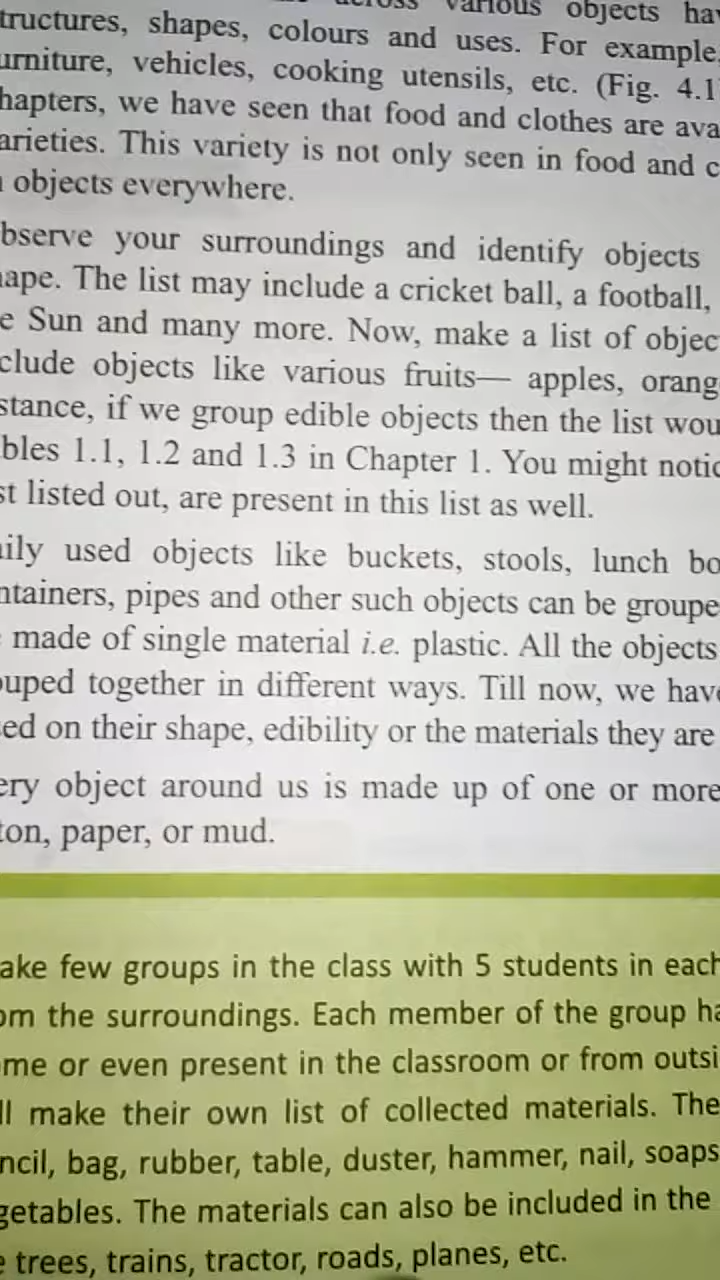 across various objects hav
tructures, shapes, colours and uses. For example,
urniture, vehicles, cooking utensils, etc. (Fig. 4.1
hapters, we have seen that food and clothes are ava
arieties. This variety is not only seen in food and c
objects everywhere.
bserve your surroundings and identify objects
ape. The list may include a cricket ball, a football,
e Sun and many more. Now, make a list of objec
clude objects like various fruits— apples, orang
stance, if we group edible objects then the list wou
bles 1.1, 1.2 and 1.3 in Chapter 1. You might notic
st listed out, are present in this list as well.
aily used objects like buckets, stools, lunch bo
ntainers, pipes and other such objects can be groupe
made of single material i.e. plastic. All the objects
ouped together in different ways. Till now, we have
sed on their shape, edibility or the materials they are
ery object around us is made up of one or more
ton, paper, or mud.
ake few groups in the class with 5 students in each
om the surroundings. Each member of the group ha
me or even present in the classroom or from outsi
ll make their own list of collected materials. The
ncil, bag, rubber, table, duster, hammer, nail, soaps
getables. The materials can also be included in the
e trees, trains, tractor, roads, planes, etc.